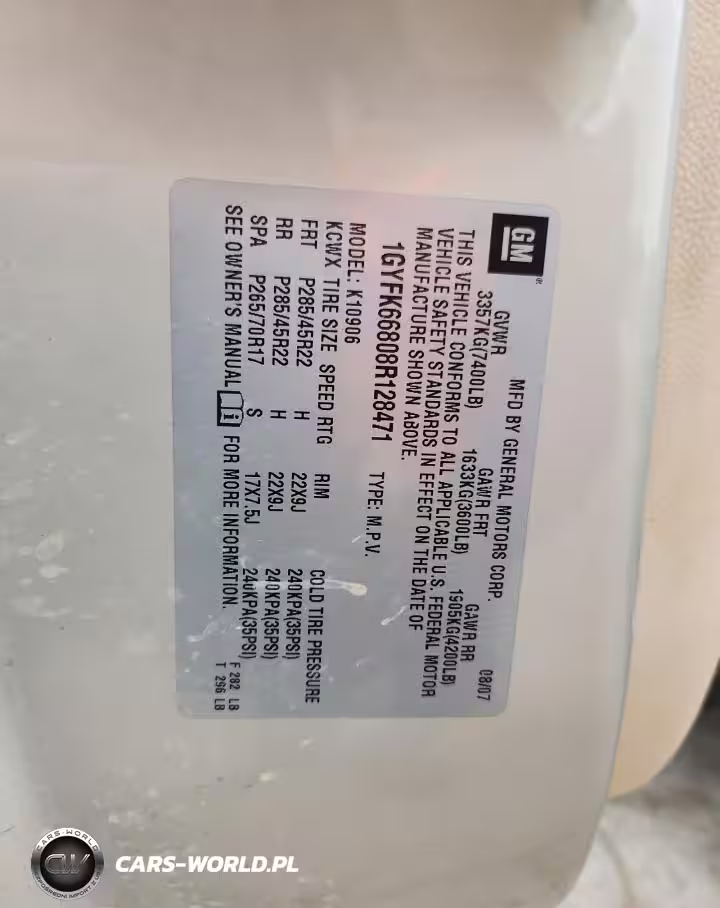 GM®
MFD BY GENERAL MOTORS CORP. 08/07
GVWR GAWR FRT GAWR RR
3357KG(7400LB) 1633KG(3600LB) 1905KG(4200LB)
THIS VEHICLE CONFORMS TO ALL APPLICABLE U.S. FEDERAL MOTOR
VEHICLE SAFETY STANDARDS IN EFFECT ON THE DATE OF
MANUFACTURE SHOWN ABOVE.
1GYFK66808R128471 TYPE: M.P.V.
MODEL: K10906
KCWX TIRE SIZE SPEED RTG RIM COLD TIRE PRESSURE
FRT P285/45R22 H 22X9J 240KPA(35PSI)
RR P285/45R22 H 22X9J 240KPA(35PSI)
SPA P265/70R17 S 17X7.5J 240KPA(35PSI)
SEE OWNER'S MANUAL i FOR MORE INFORMATION.
F 282 LB
T 296 LB
CARS-WORLD
CW
CARS-WORLD.PL